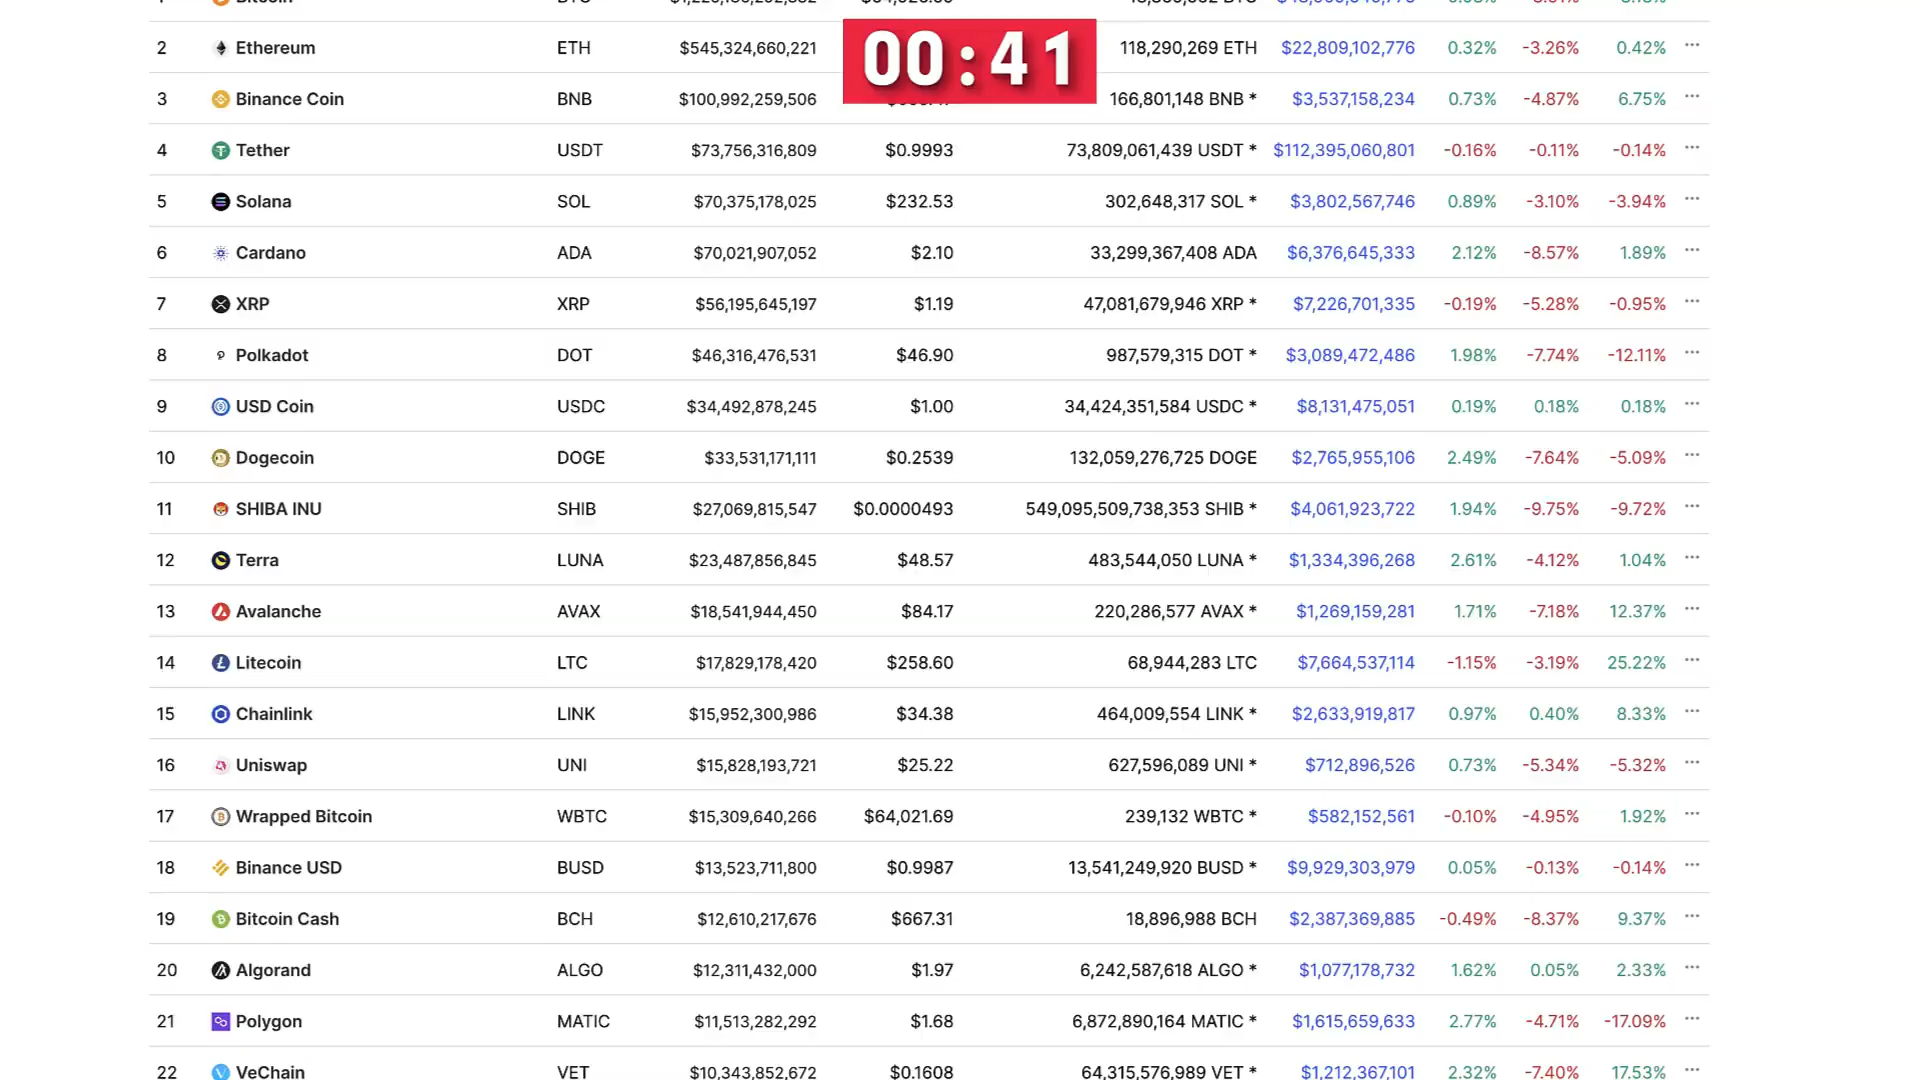 2 Ethereum ETH $545,324,660,221 118,290,269 ETH $22,809,102,776 0.32% -3.26% 0.42% ...
00:41
3 Binance Coin BNB $100,992,259,506 166,801,148 BNB * $3,537,158,234 0.73% -4.87% 6.75% ...
4 Tether USDT $73,756,316,809 $0.9993 73,809,061,439 USDT * $112,395,060,801 -0.16% -0.11% -0.14% ...
5 Solana SOL $70,375,178,025 $232.53 302,648,317 SOL * $3,802,567,746 0.89% -3.10% -3.94% ...
6 Cardano ADA $70,021,907,052 $2.10 33,299,367,408 ADA $6,376,645,333 2.12% -8.57% 1.89% ...
7 XRP XRP $56,195,645,197 $1.19 47,081,679,946 XRP * $7,226,701,335 -0.19% -5.28% -0.95% ...
8 Polkadot DOT $46,316,476,531 $46.90 987,579,315 DOT * $3,089,472,486 1.98% -7.74% -12.11% ...
9 USD Coin USDC $34,492,878,245 $1.00 34,424,351,584 USDC * $8,131,475,051 0.19% 0.18% 0.18% ...
10 Dogecoin DOGE $33,531,171,111 $0.2539 132,059,276,725 DOGE $2,765,955,106 2.49% -7.64% -5.09% ...
11 SHIBA INU SHIB $27,069,815,547 $0.0000493 549,095,509,738,353 SHIB * $4,061,923,722 1.94% -9.75% -9.72% ...
12 Terra LUNA $23,487,856,845 $48.57 483,544,050 LUNA * $1,334,396,268 2.61% -4.12% 1.04% ...
13 Avalanche AVAX $18,541,944,450 $84.17 220,286,577 AVAX * $1,269,159,281 1.71% -7.18% 12.37% ...
14 Litecoin LTC $17,829,178,420 $258.60 68,944,283 LTC $7,664,537,114 -1.15% -3.19% 25.22% ...
15 Chainlink LINK $15,952,300,986 $34.38 464,009,554 LINK * $2,633,919,817 0.97% 0.40% 8.33% ...
16 Uniswap UNI $15,828,193,721 $25.22 627,596,089 UNI * $712,896,526 0.73% -5.34% -5.32% ...
17 Wrapped Bitcoin WBTC $15,309,640,266 $64,021.69 239,132 WBTC * $582,152,561 -0.10% -4.95% 1.92% ...
18 Binance USD BUSD $13,523,711,800 $0.9987 13,541,249,920 BUSD * $9,929,303,979 0.05% -0.13% -0.14% ...
19 Bitcoin Cash BCH $12,610,217,676 $667.31 18,896,988 BCH $2,387,369,885 -0.49% -8.37% 9.37% ...
20 Algorand ALGO $12,311,432,000 $1.97 6,242,587,618 ALGO * $1,077,178,732 1.62% 0.05% 2.33% ...
21 Polygon MATIC $11,513,282,292 $1.68 6,872,890,164 MATIC * $1,615,659,633 2.77% -4.71% -17.09% ...
22 VeChain VET $10,343,852,672 $0.1608 64,315,576,989 VET * $1,212,367,101 2.32% -7.40% 17.53% ...